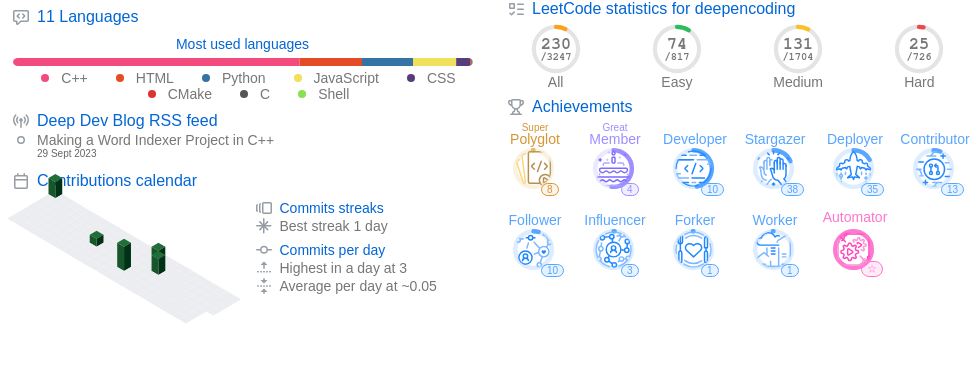 11 Languages
Most used languages
C++ HTML Python JavaScript CSS
CMake C Shell
Deep Dev Blog RSS feed
Making a Word Indexer Project in C++
29 Sept 2023
Contributions calendar
Commits streaks
Best streak 1 day
Commits per day
Highest in a day at 3
Average per day at ~0.05
LeetCode statistics for deepencoding
230 74 131 25
/3247 /817 /1704 /726
All Easy Medium Hard
Achievements
Super Great
Polyglot Member Developer Stargazer Deployer Contributor
8 4 10 38 35 13
Follower Influencer Forker Worker Automator
10 3 1 1 ☆